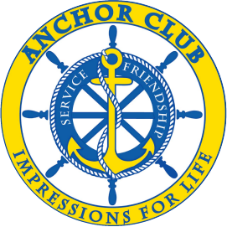 ANCHOR CLUB
SERVICE FRIENDSHIP
IMPRESSIONS FOR LIFE